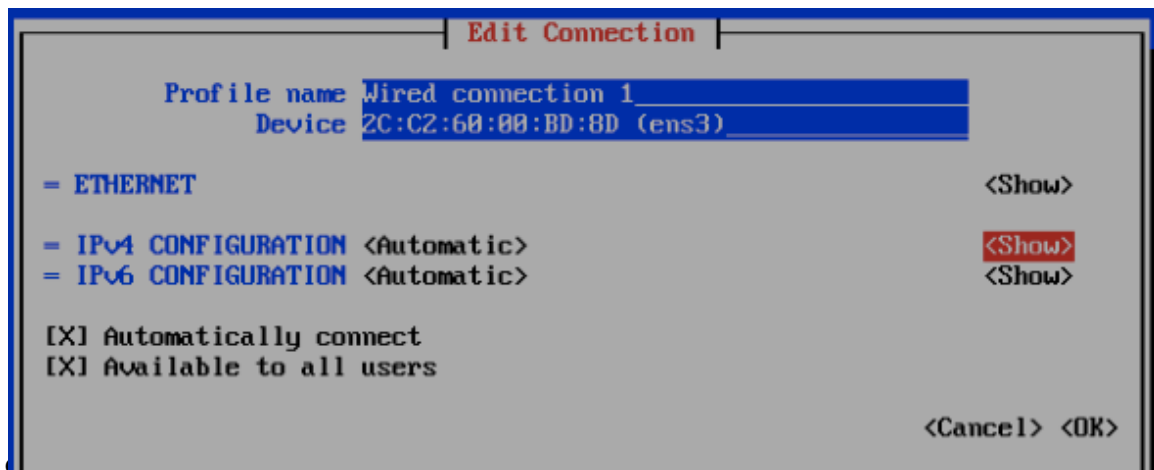 Edit Connection
Profile name Wired connection 1
Device 2C:C2:60:00:BD:8D (ens3)
= ETHERNET <Show>
= IPv4 CONFIGURATION <Automatic> <Show>
= IPv6 CONFIGURATION <Automatic> <Show>
[X] Automatically connect
[X] Available to all users
<Cancel> <OK>